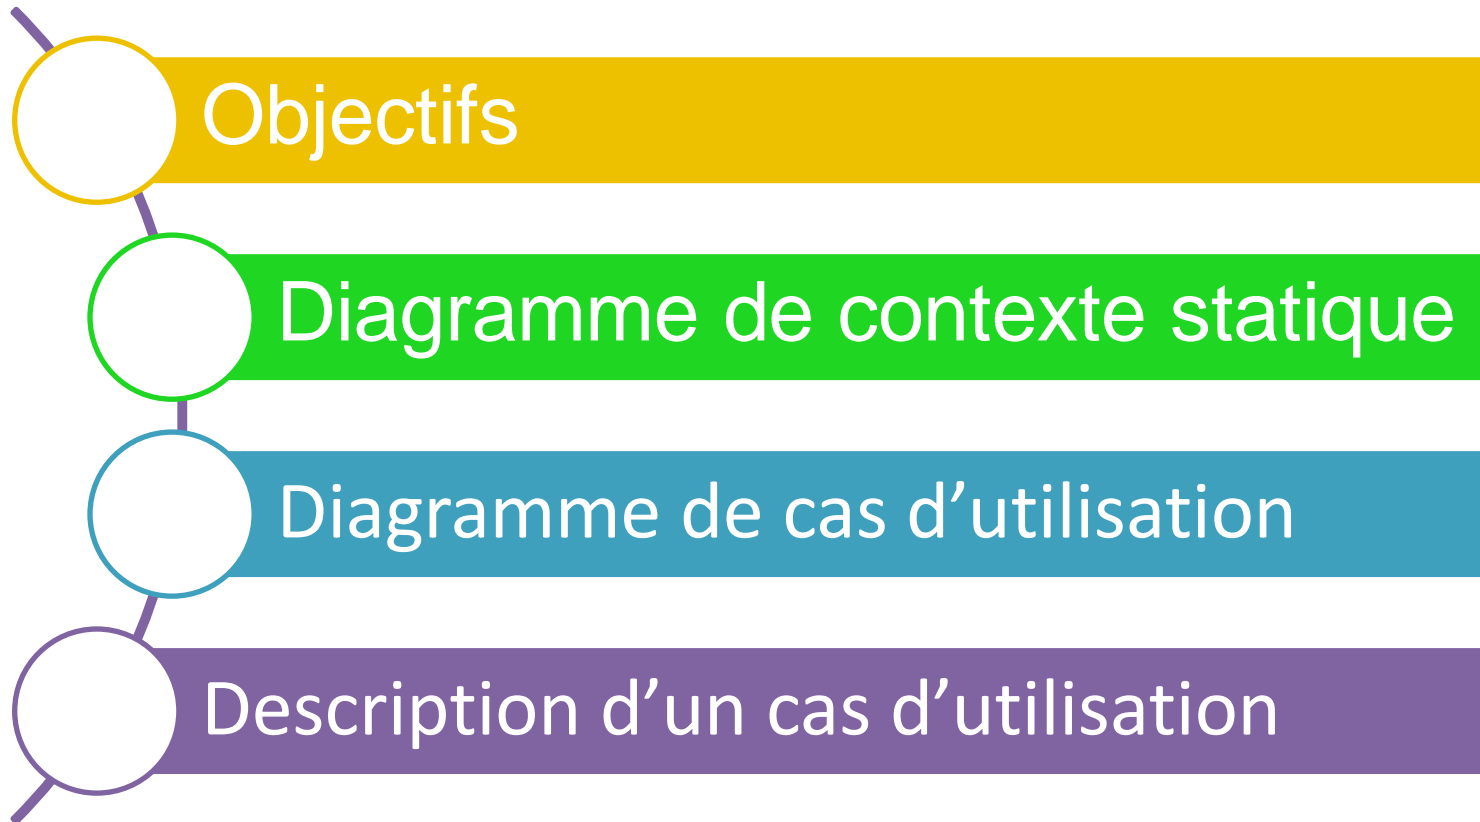 Objectifs
Diagramme de contexte statique
Diagramme de cas d’utilisation
Description d’un cas d’utilisation